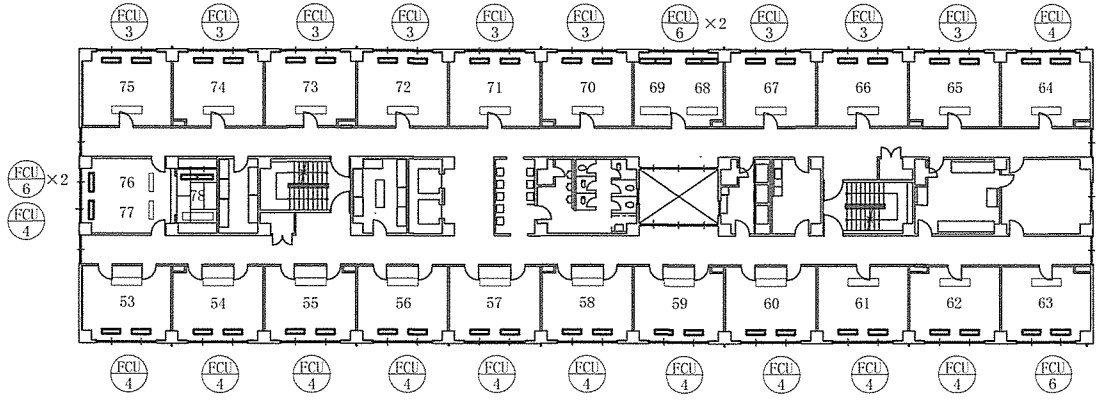 FCU FCU FCU FCU FCU FCU FCU ×2 FCU FCU FCU FCU
3 3 3 3 3 3 6 3 3 3 4
75 74 73 72 71 70 69 68 67 66 65 64
FCU ×2
6
76
78
77
FCU
4
53 54 55 56 57 58 59 60 61 62 63
FCU FCU FCU FCU FCU FCU FCU FCU FCU FCU FCU
4 4 4 4 4 4 4 4 4 4 6